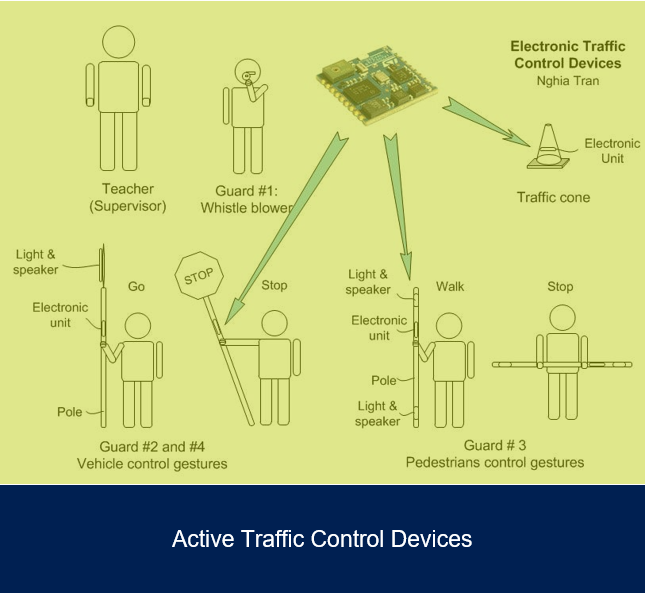 Electronic Traffic
Control Devices
Nghia Tran
Electronic
Unit
Traffic cone
Teacher
(Supervisor)
Guard #1:
Whistle blower
Light &
speaker
Go
Electronic
unit
Pole
STOP
Stop
Guard #2 and #4
Vehicle control gestures
Light &
speaker
Walk
Electronic
unit
Pole
Light &
speaker
Stop
Guard # 3
Pedestrians control gestures
Active Traffic Control Devices